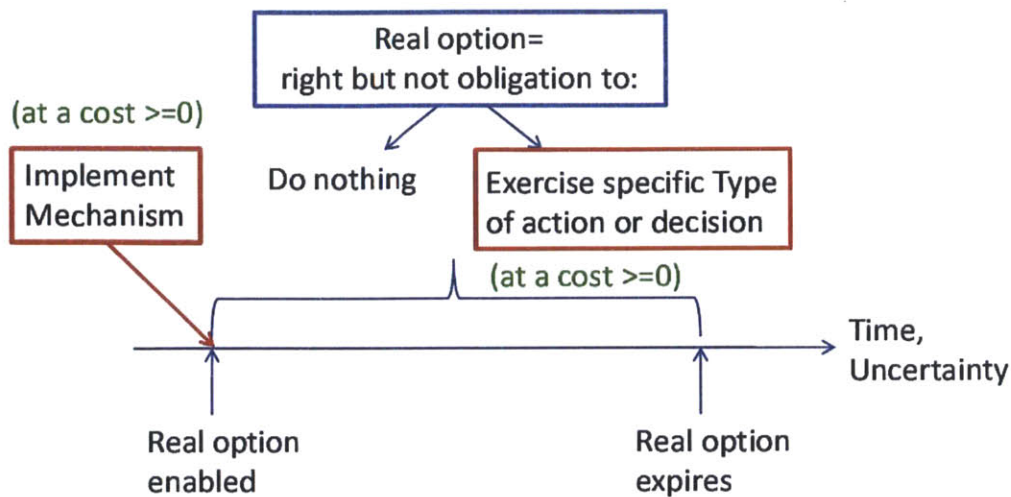 Real option=
right but not obligation to:
(at a cost >=0)
Implement
Mechanism
Do nothing
Exercise specific Type
of action or decision
(at a cost >=0)
Time,
Uncertainty
Real option
enabled
Real option
expires